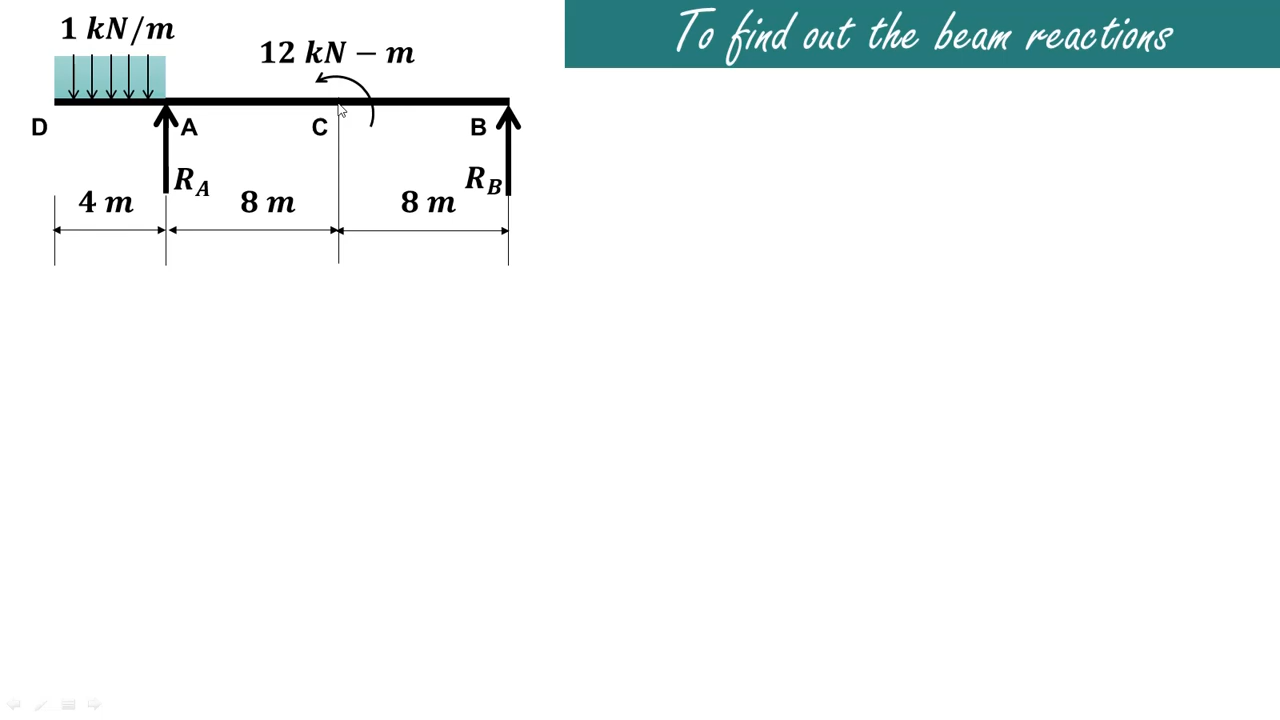 To find out the beam reactions
1 kN/m
12 kN − m
D
A
C
B
R_A
R_B
4 m
8 m
8 m